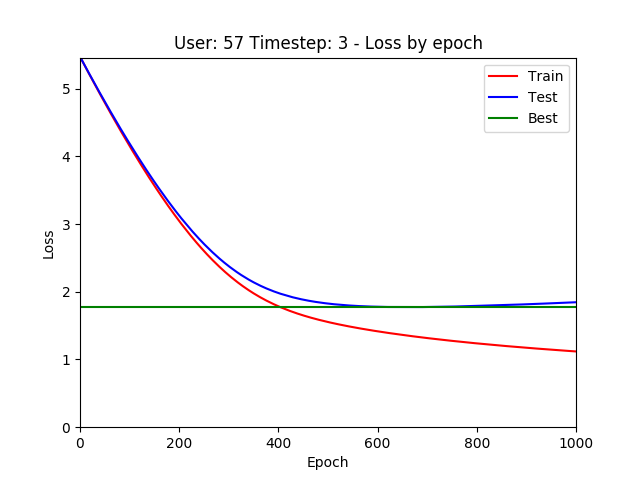 User: 57 Timestep: 3 - Loss by epoch
Train
Test
Best
5
4
3
2
1
0
Loss
0 200 400 600 800 1000
Epoch